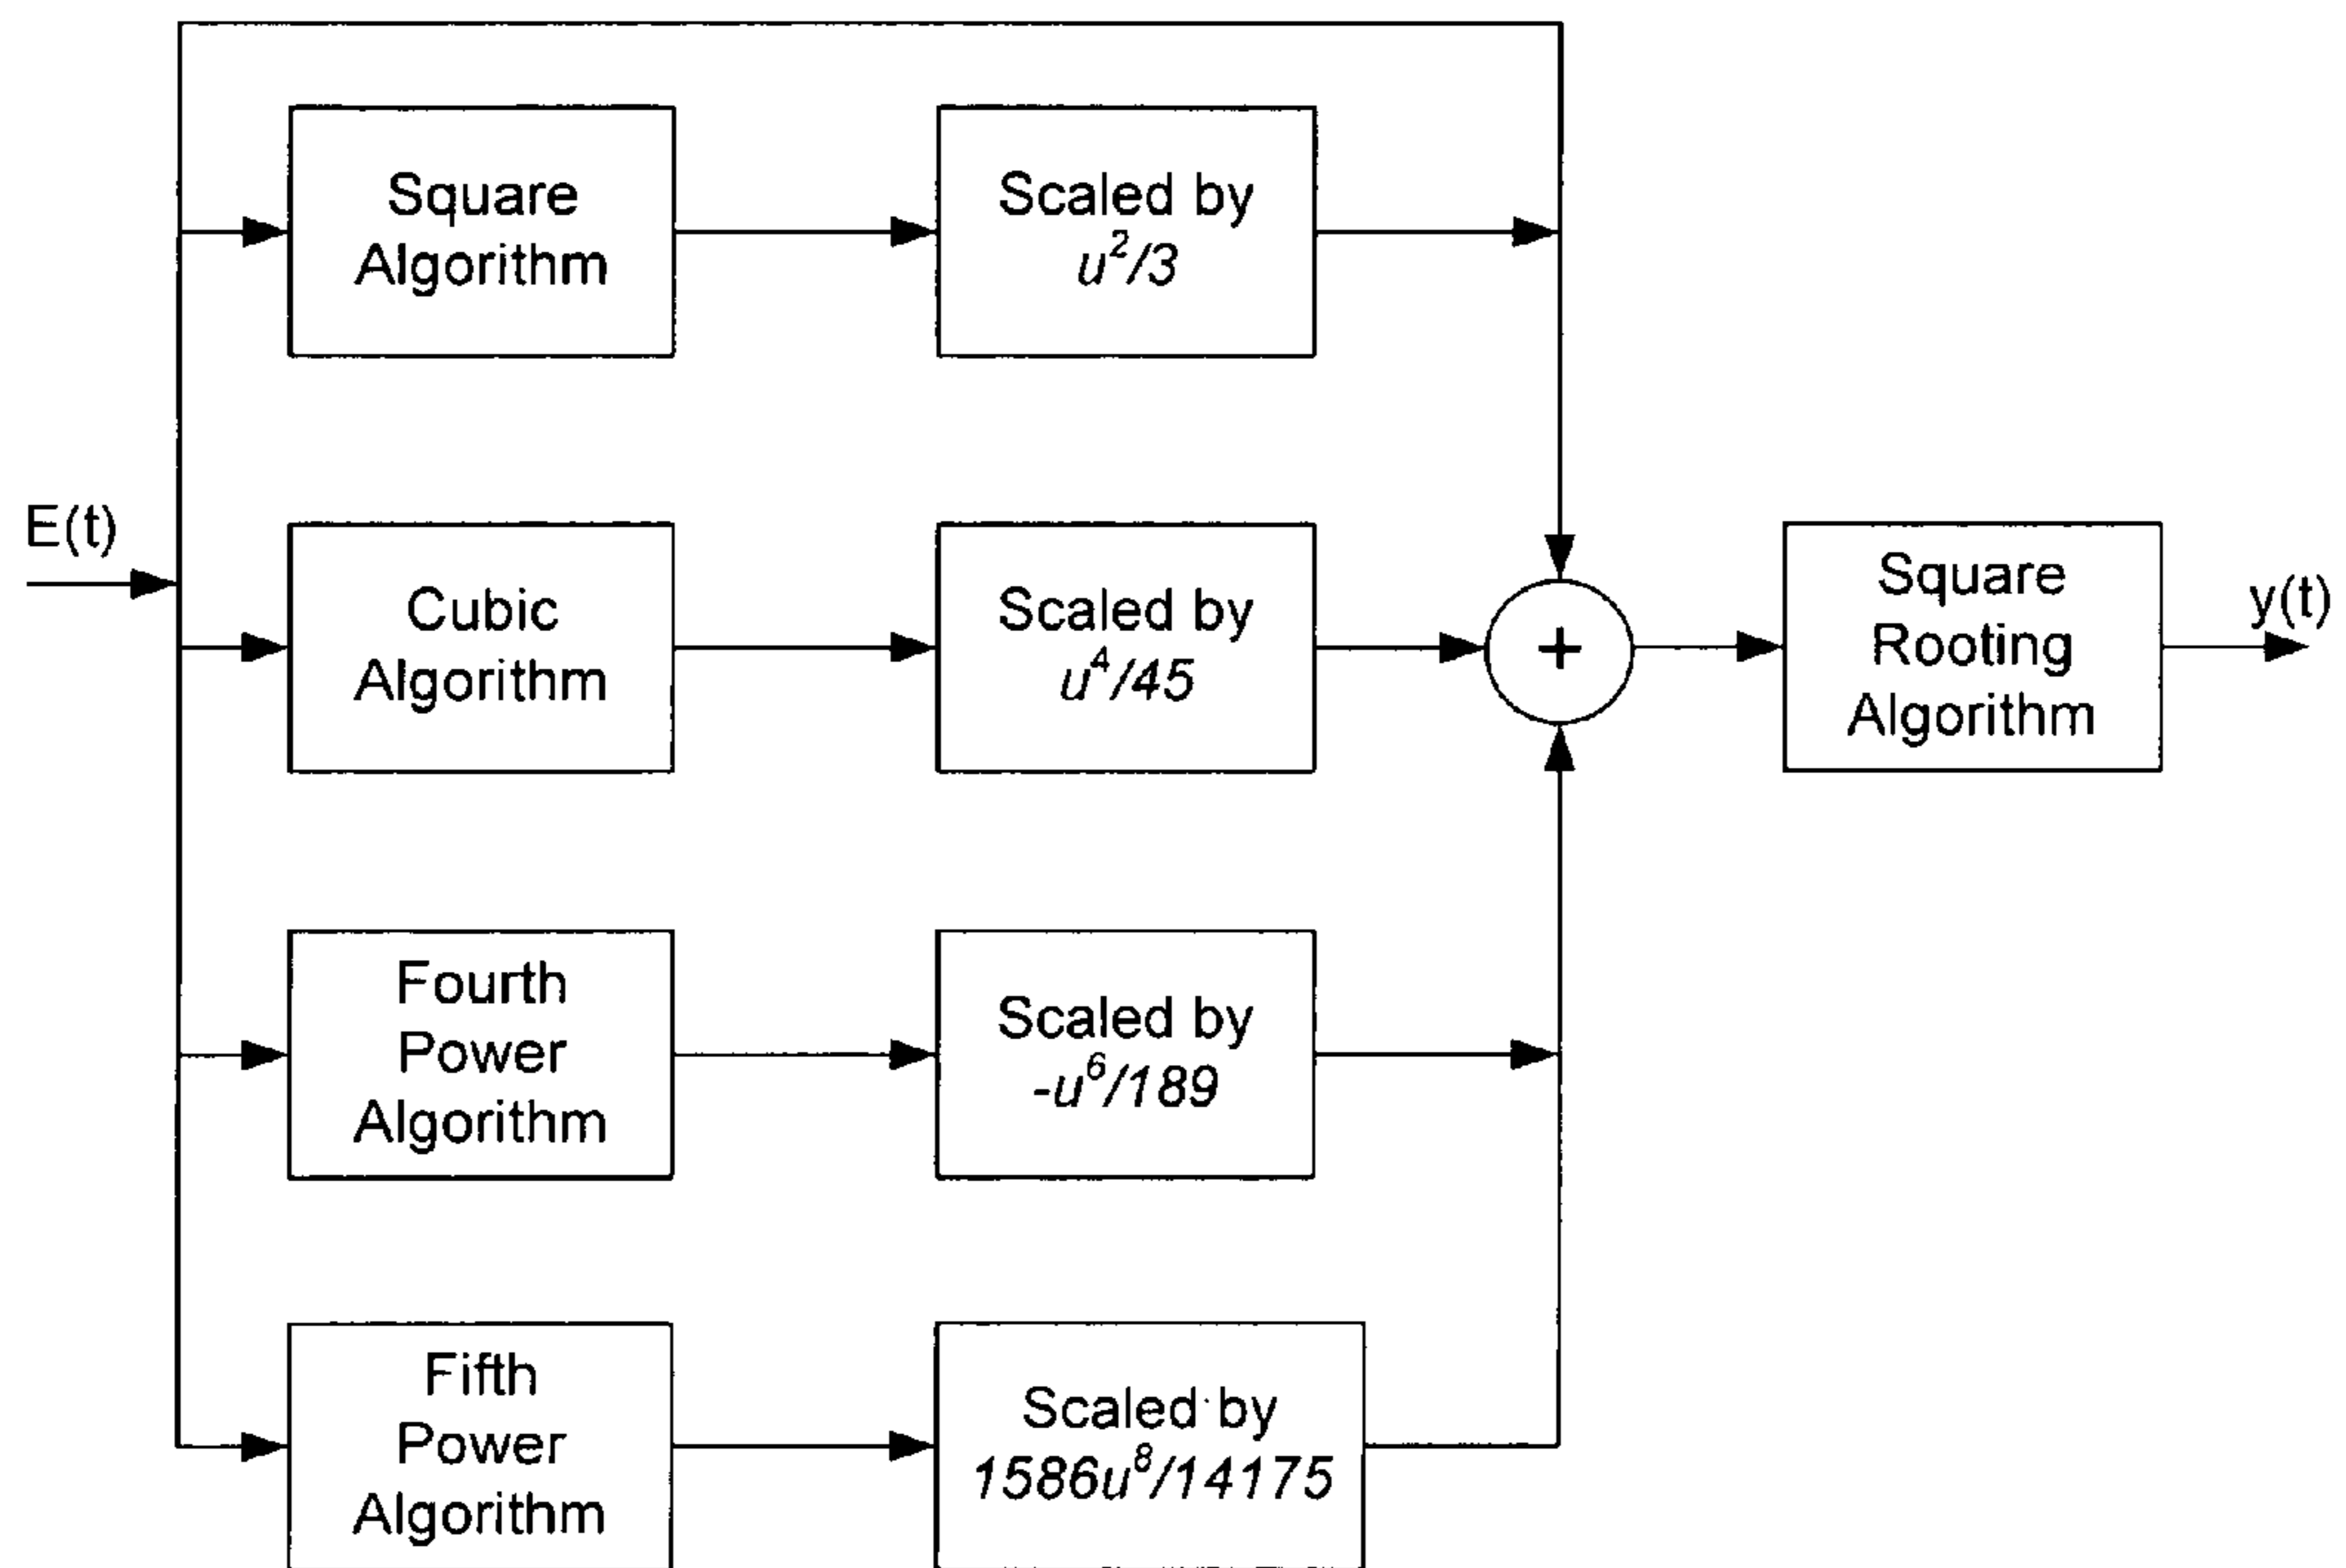 Square
Algorithm
Scaled by
u²/3
E(t)
Cubic
Algorithm
Scaled by
u⁴/45
+
Square
Rooting
Algorithm
y(t)
Fourth
Power
Algorithm
Scaled by
-u⁶/189
Fifth
Power
Algorithm
Scaled by
1586u⁸/14175